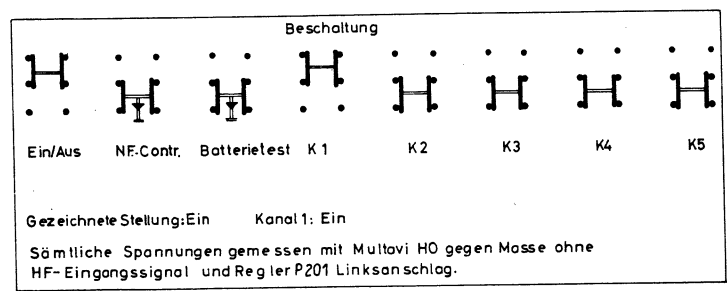 Beschaltung
Ein/Aus NF.-Contr. Batterietest K1 K2 K3 K4 K5
Gezeichnete Stellung: Ein Kanal 1: Ein
Sämtliche Spannungen gemessen mit Multavi HO gegen Masse ohne
HF-Eingangssignal und Regler P201 Linksanschlag.